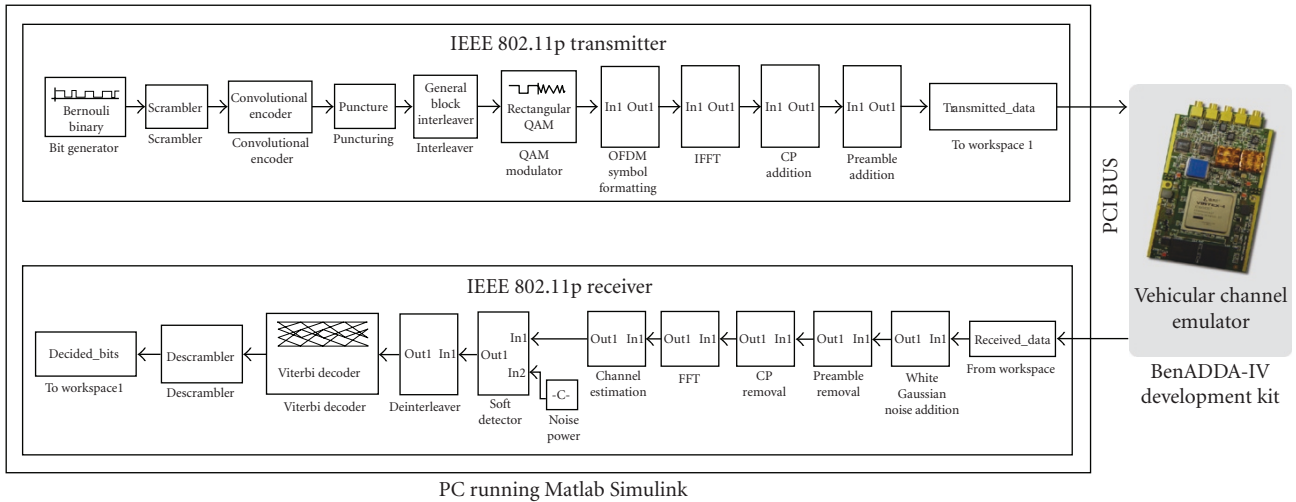 IEEE 802.11p transmitter
Bernouli
binary
Bit generator
Scrambler
Scrambler
Convolutional
encoder
Convolutional
encoder
Puncture
Puncturing
General
block
interleaver
Interleaver
Rectangular
QAM
QAM
modulator
In1 Out1
OFDM
symbol
formatting
In1 Out1
IFFT
In1 Out1
CP
addition
In1 Out1
Preamble
addition
Transmitted_data
To workspace 1
PCI BUS
IEEE 802.11p receiver
Decided_bits
To workspace1
Descrambler
Descrambler
Viterbi decoder
Viterbi decoder
Out1 In1
Deinterleaver
In1
Out1
In2
Soft
detector
-C-
Noise
power
Out1 In1
Channel
estimation
Out1 In1
FFT
Out1 In1
CP
removal
Out1 In1
Preamble
removal
Out1 In1
White
Gaussian
noise addition
Received_data
From workspace
Vehicular channel
emulator
BenADDA-IV
development kit
PC running Matlab Simulink